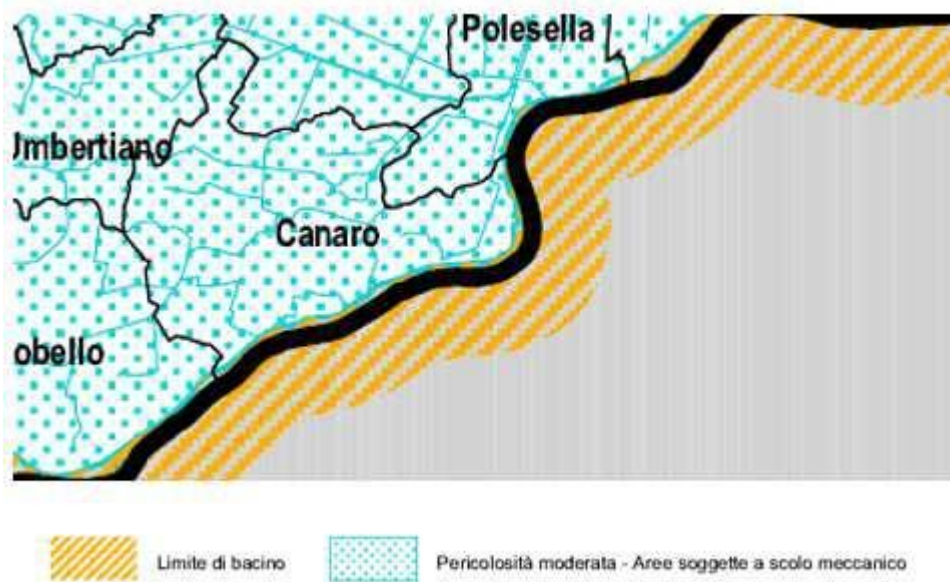 Polesella
Umbertiano
Canaro
obello
Limite di bacino
Pericolosità moderata - Aree soggette a scolo meccanico